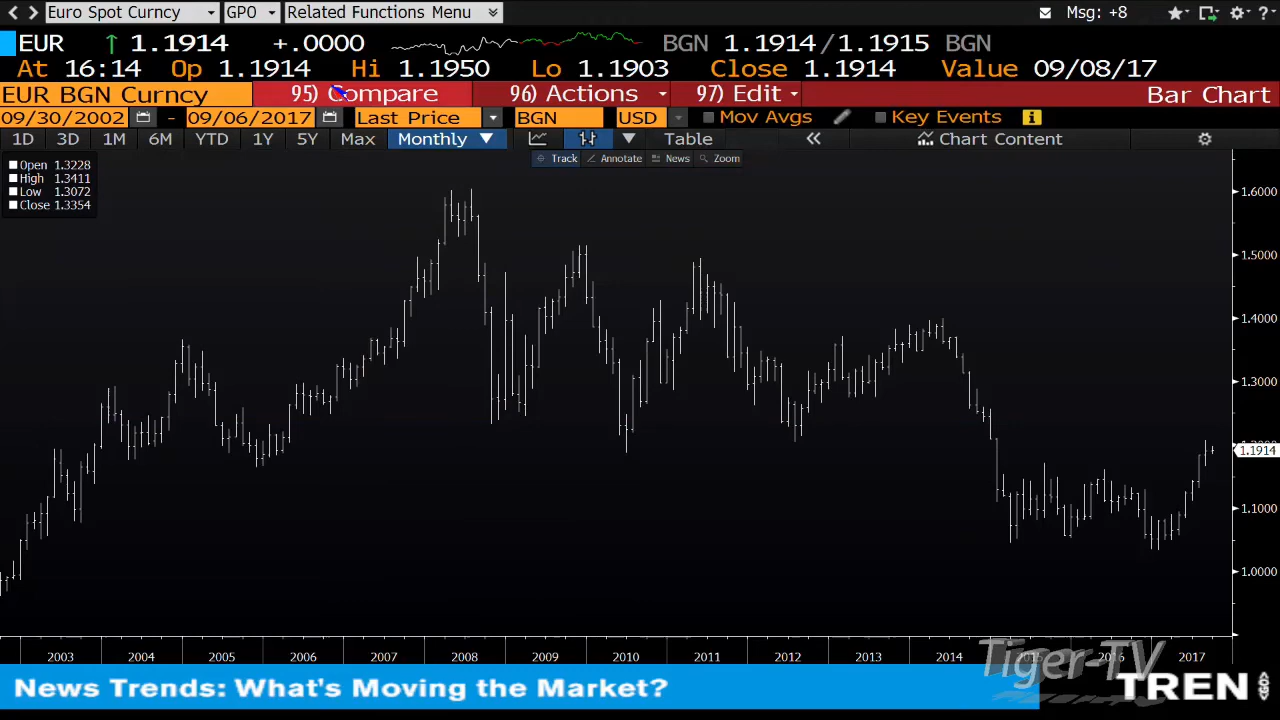 Euro Spot Curncy GPO Related Functions Menu Msg: +8 ?
EUR ↑ 1.1914 +.0000 BGN 1.1914/1.1915 BGN
At 16:14 Op 1.1914 Hi 1.1950 Lo 1.1903 Close 1.1914 Value 09/08/17
EUR BGN Curncy 95) Compare 96) Actions 97) Edit Bar Chart
09/30/2002 - 09/06/2017 Last Price BGN USD Mov Avgs Key Events i
1D 3D 1M 6M YTD 1Y 5Y Max Monthly ▼ Table « Chart Content
Track Annotate News Zoom
Open 1.3228
High 1.3411
Low 1.3072
Close 1.3354
1.6000
1.5000
1.4000
1.3000
1.1914
1.1000
1.0000
2003 2004 2005 2006 2007 2008 2009 2010 2011 2012 2013 2014 2015 2016 2017
Tiger-TV
News Trends: What's Moving the Market?
TREN